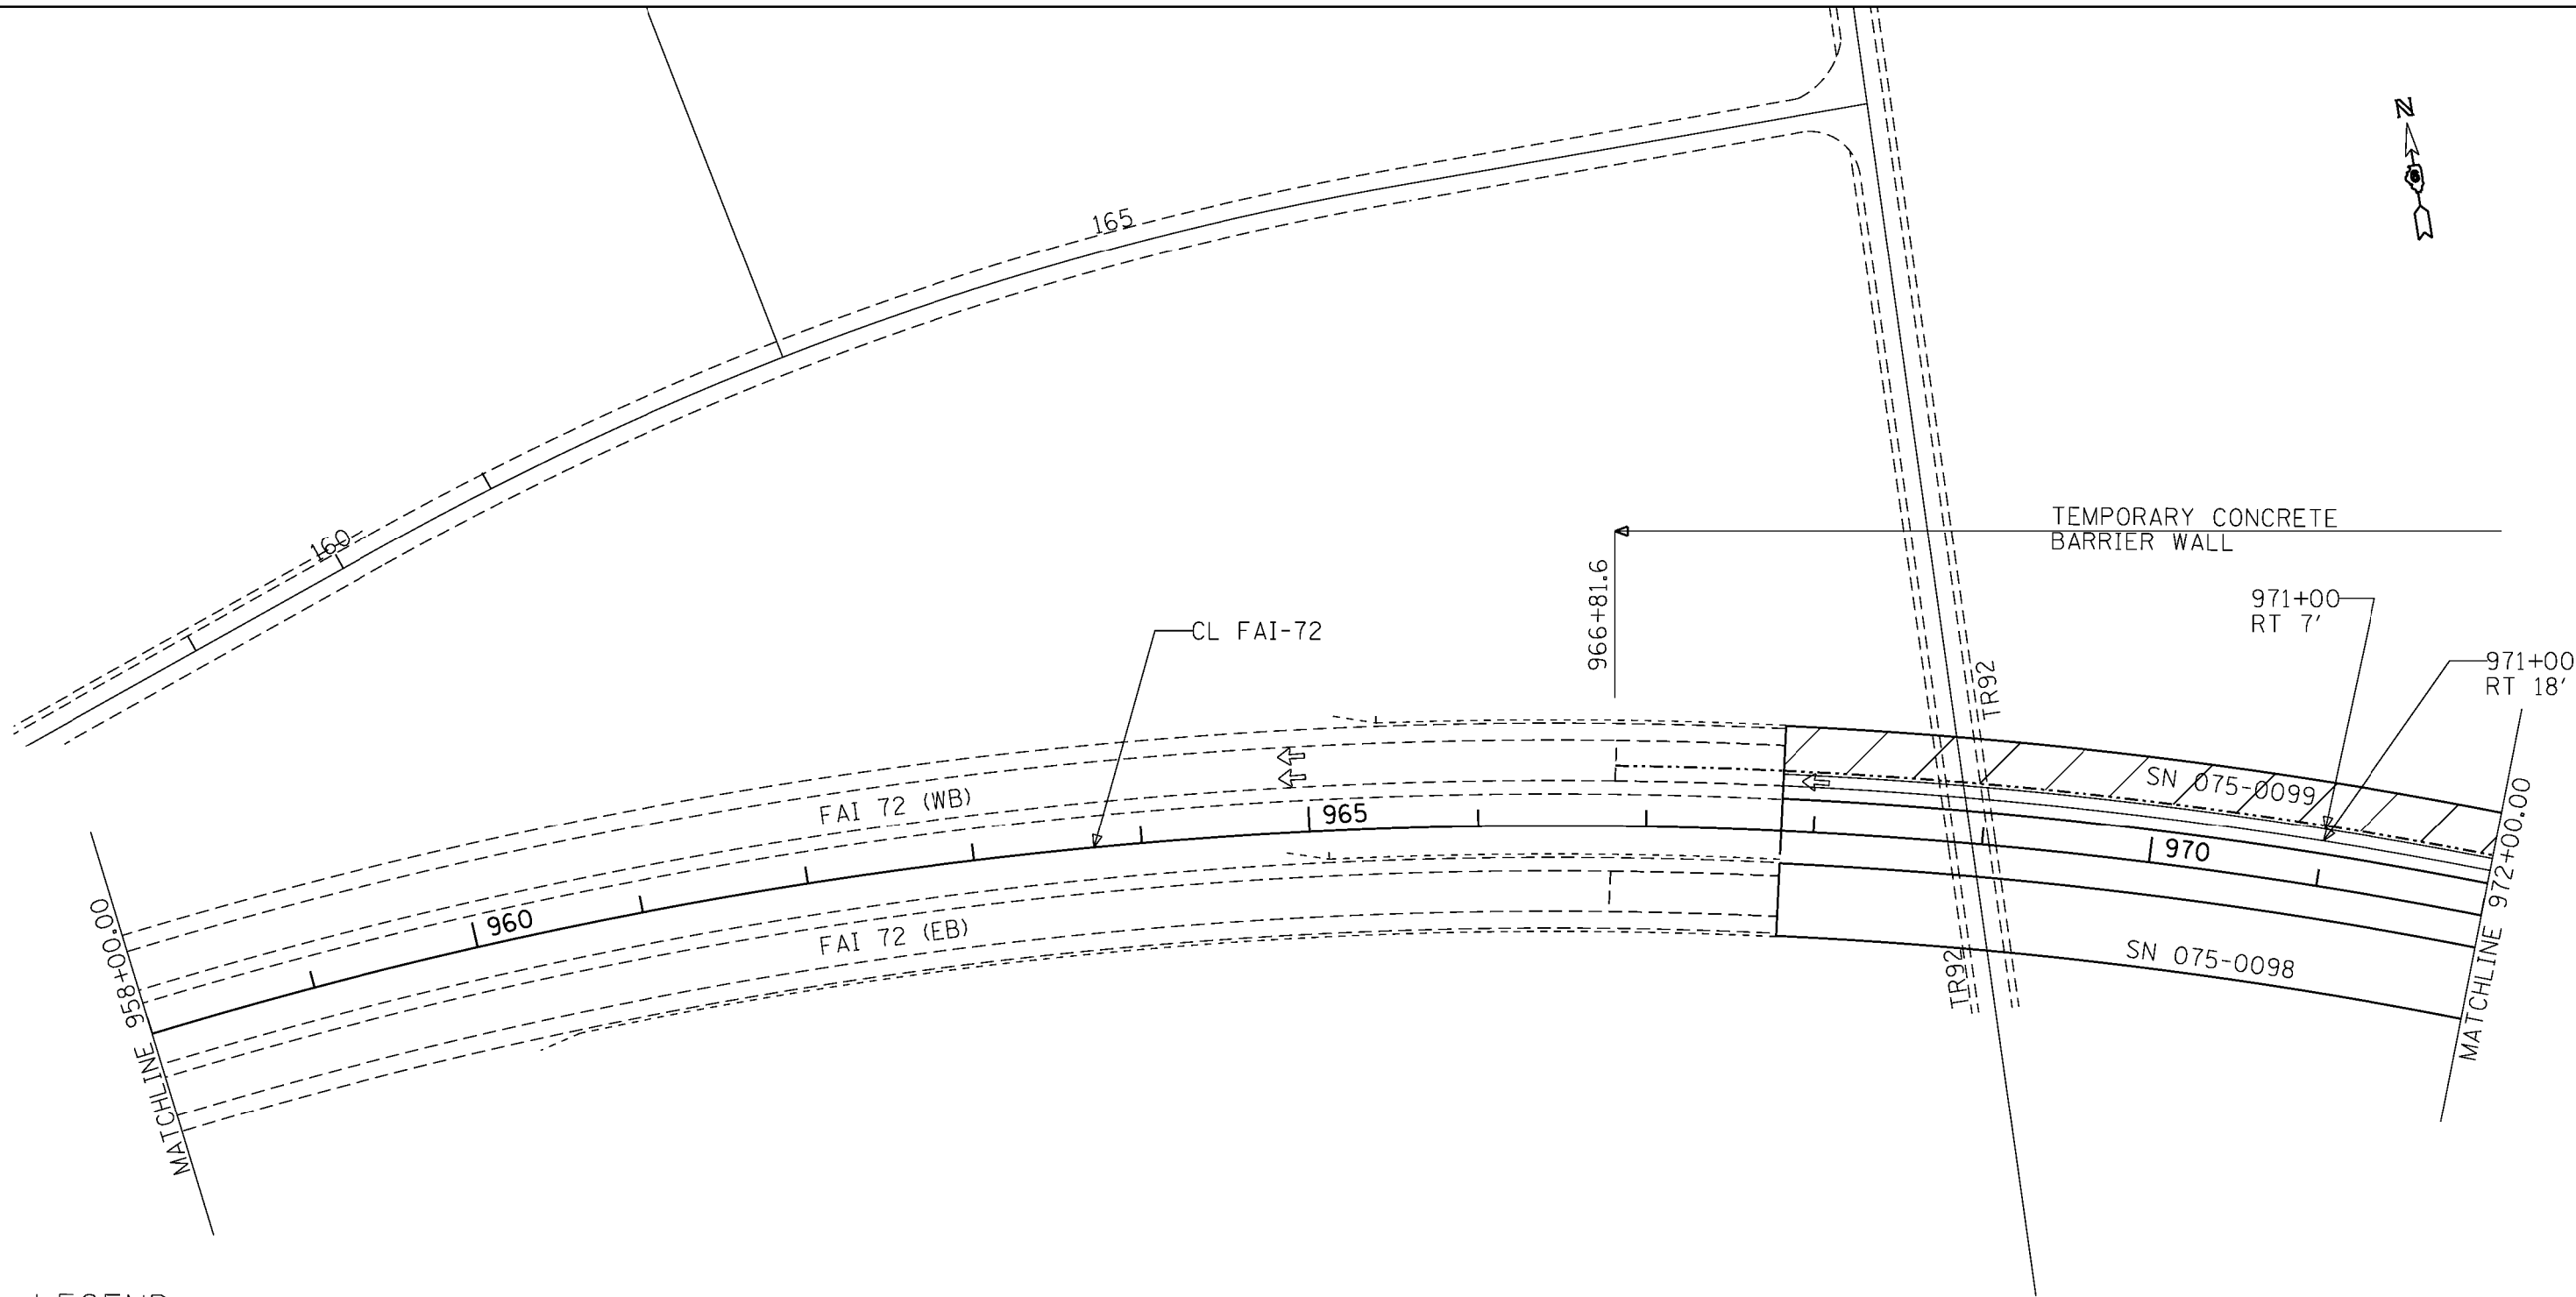 N
165
160
TEMPORARY CONCRETE
BARRIER WALL
966+81.6
971+00
RT 7'
971+00
RT 18'
CL FAI-72
TR92
SN 075-0099
FAI 72 (WB)
965
970
960
FAI 72 (EB)
TR92
SN 075-0098
MATCHLINE 958+00.00
MATCHLINE 972+00.00
LEGEND